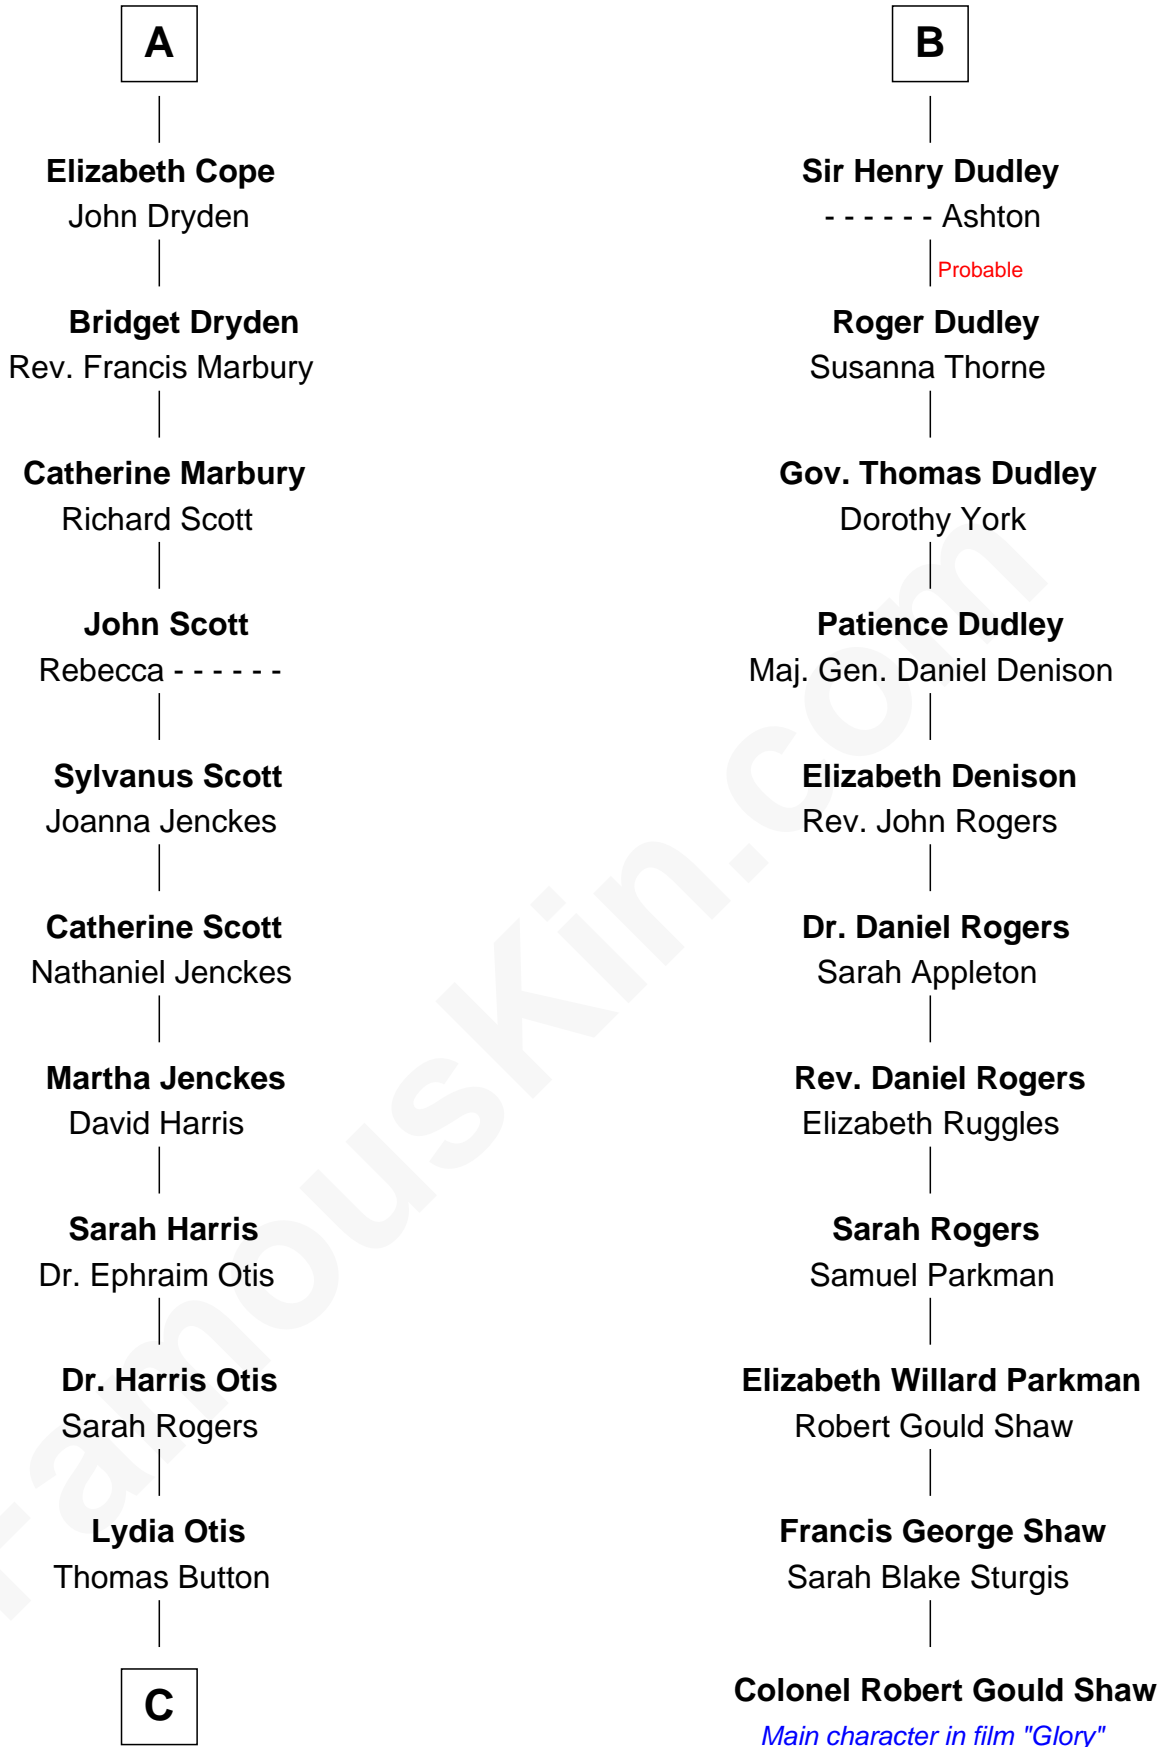 A
Elizabeth Cope
John Dryden
Bridget Dryden
Rev. Francis Marbury
Catherine Marbury
Richard Scott
John Scott
Rebecca - - - - - -
Sylvanus Scott
Joanna Jenckes
Catherine Scott
Nathaniel Jenckes
Martha Jenckes
David Harris
Sarah Harris
Dr. Ephraim Otis
Dr. Harris Otis
Sarah Rogers
Lydia Otis
Thomas Button
C
B
Sir Henry Dudley
- - - - - - Ashton
Probable
Roger Dudley
Susanna Thorne
Gov. Thomas Dudley
Dorothy York
Patience Dudley
Maj. Gen. Daniel Denison
Elizabeth Denison
Rev. John Rogers
Dr. Daniel Rogers
Sarah Appleton
Rev. Daniel Rogers
Elizabeth Ruggles
Sarah Rogers
Samuel Parkman
Elizabeth Willard Parkman
Robert Gould Shaw
Francis George Shaw
Sarah Blake Sturgis
Colonel Robert Gould Shaw
Main character in film "Glory"
FamousKin.com